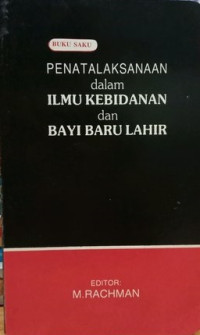 BUKU SAKU
PENATALAKSANAAN
dalam
ILMU KEBIDANAN
dan
BAYI BARU LAHIR
EDITOR:
M.RACHMAN